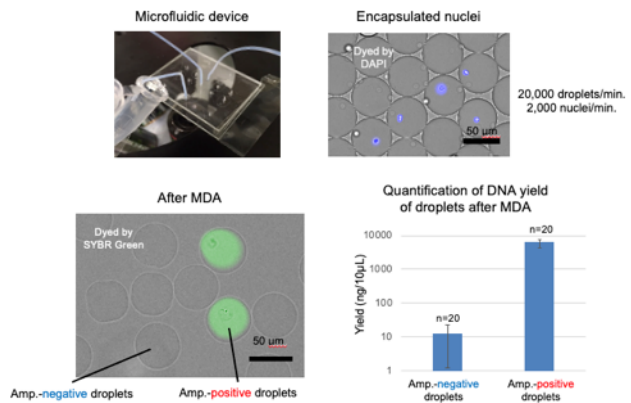 Microfluidic device
Encapsulated nuclei
Dyed by
DAPI
20,000 droplets/min.
2,000 nuclei/min.
50 µm
After MDA
Dyed by
SYBR Green
50 µm
Amp.-negative droplets
Amp.-positive droplets
Quantification of DNA yield
of droplets after MDA
Yield (ng/10µL)
10000
1000
100
10
1
n=20
n=20
Amp.-negative
droplets
Amp.-positive
droplets